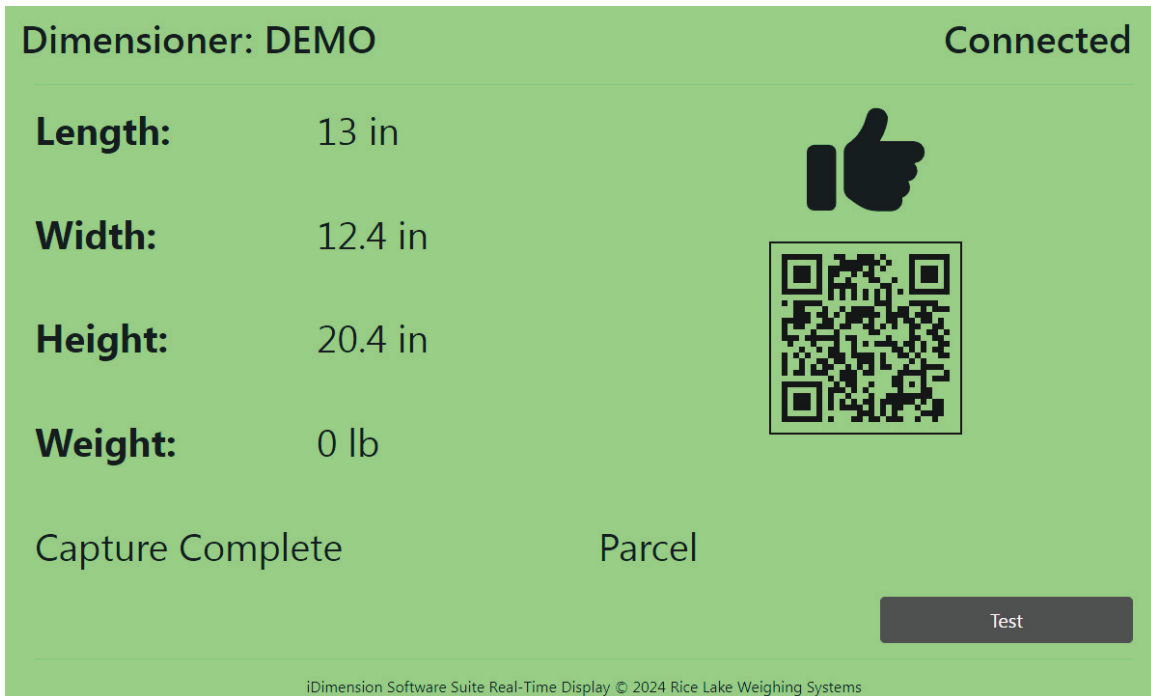 Dimensioner: DEMO Connected
Length: 13 in
Width: 12.4 in
Height: 20.4 in
Weight: 0 lb
Capture Complete Parcel
Test
iDimension Software Suite Real-Time Display © 2024 Rice Lake Weighing Systems